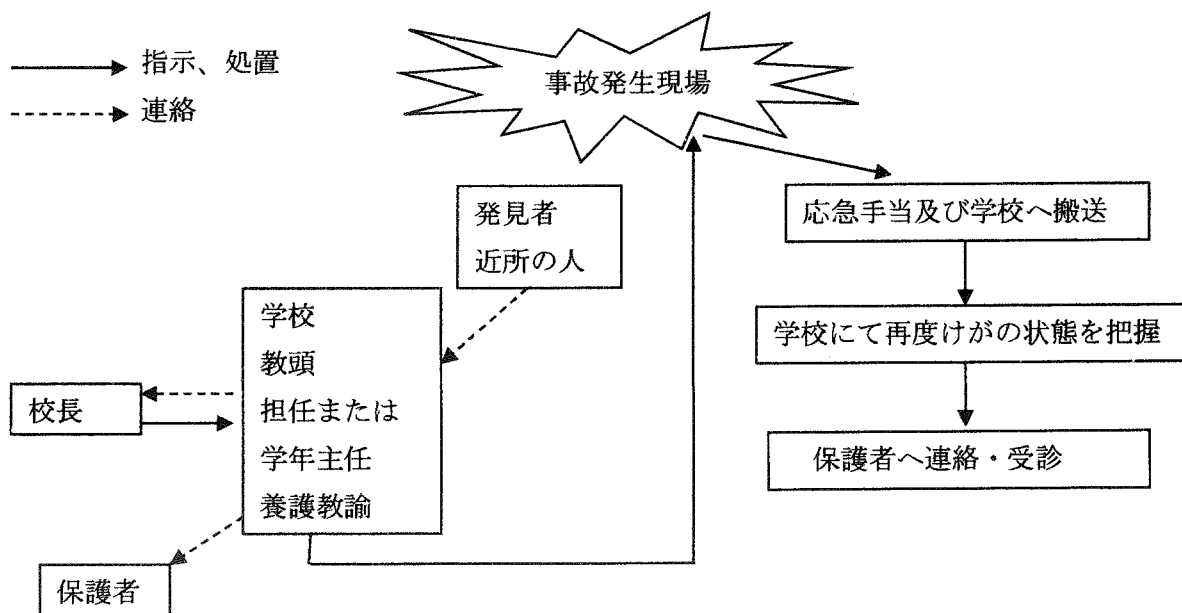 指示、処置
連絡
事故発生現場
発見者
近所の人
応急手当及び学校へ搬送
学校
教頭
担任または
学年主任
養護教諭
学校にて再度けがの状態を把握
校長
保護者へ連絡・受診
保護者